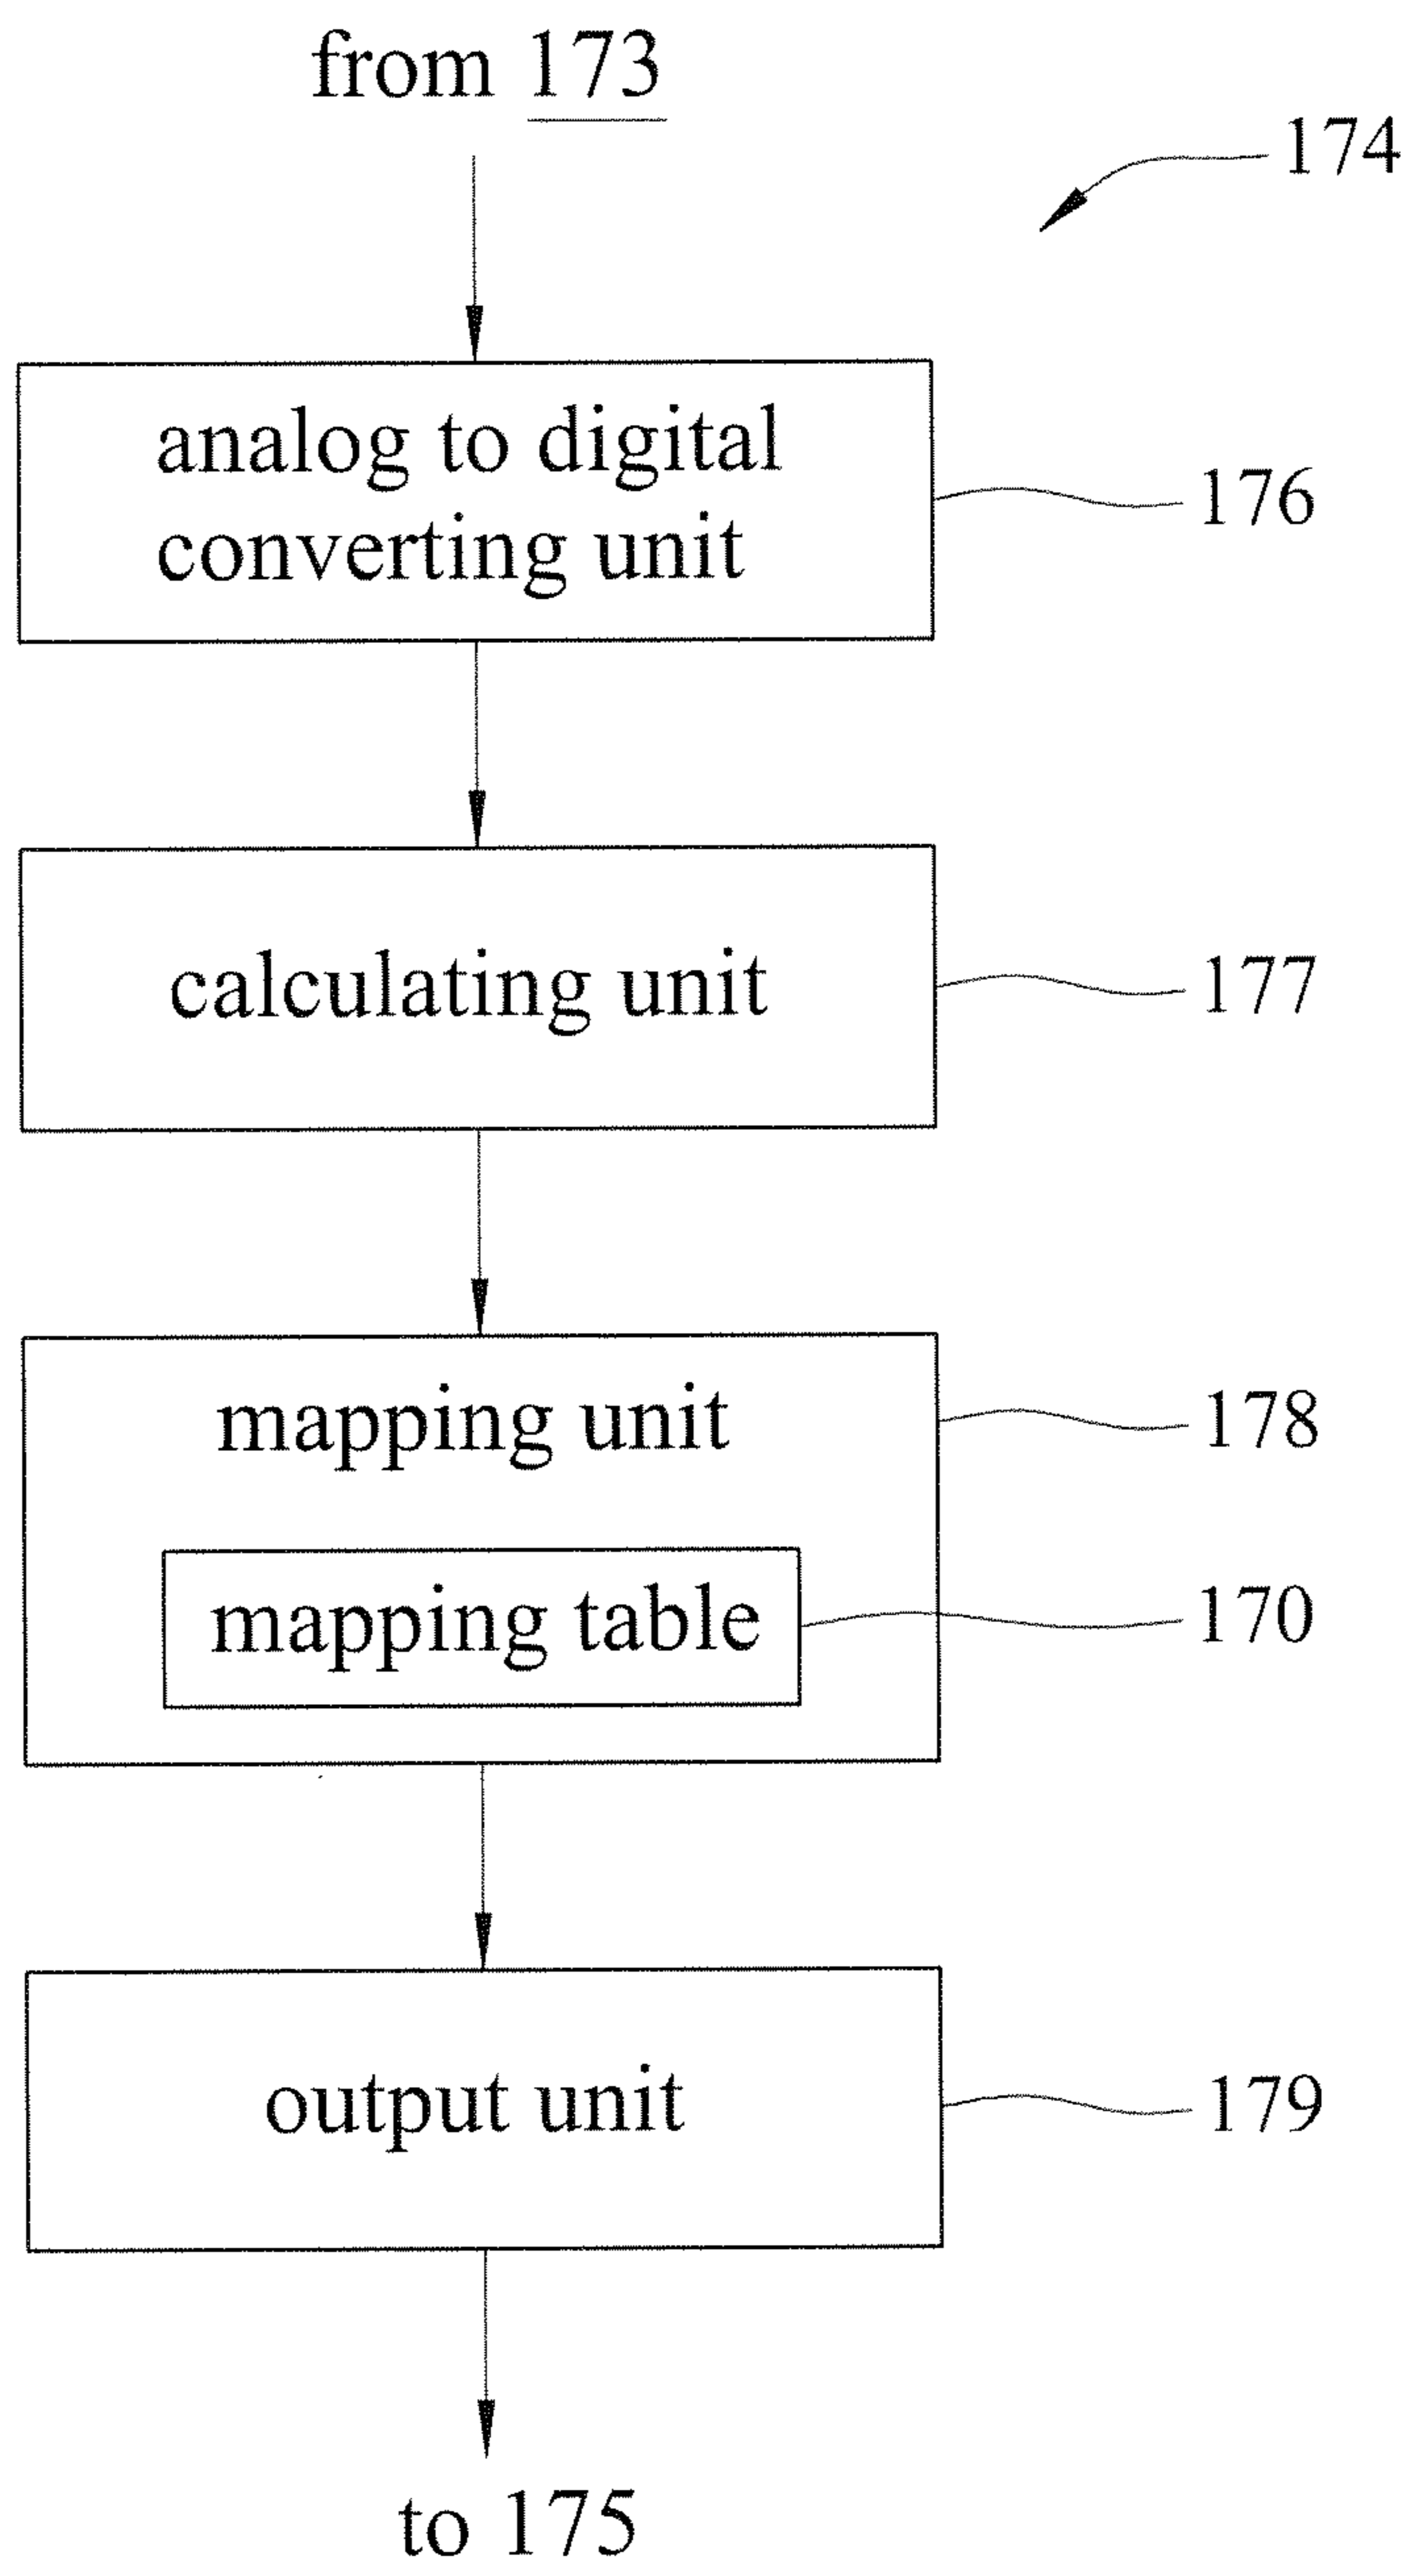 from 173
174
analog to digital
converting unit
176
calculating unit
177
mapping unit
178
mapping table
170
output unit
179
to 175